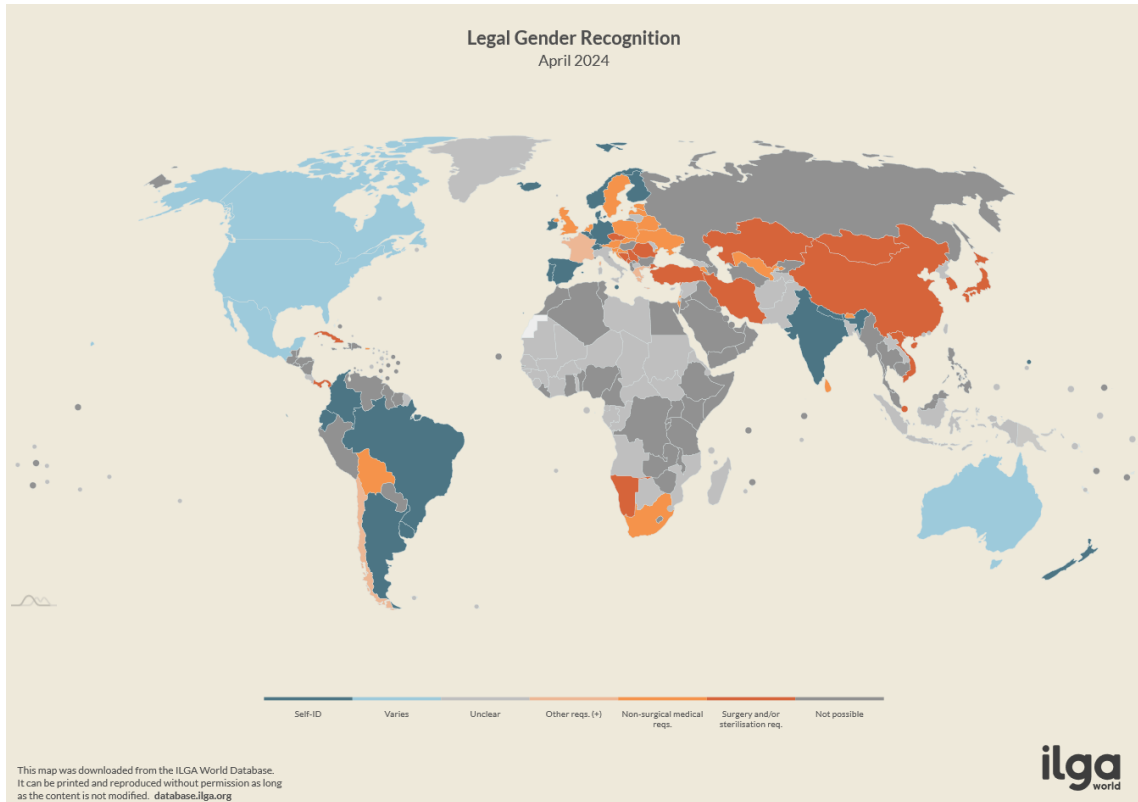 Legal Gender Recognition
April 2024
Self-ID
Varies
Unclear
Other reqs. (+)
Non-surgical medical
reqs.
Surgery and/or
sterilisation req.
Not possible
This map was downloaded from the ILGA World Database.
It can be printed and reproduced without permission as long
as the content is not modified. database.ilga.org
ilga
world